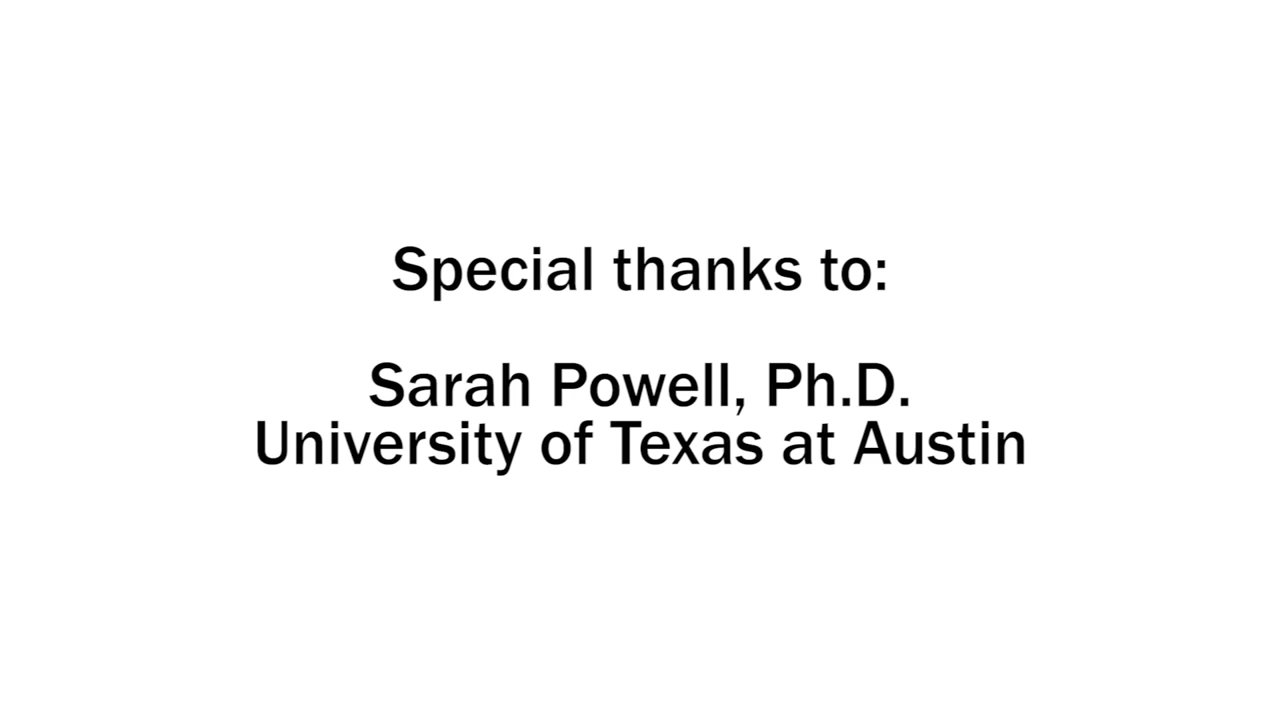 Special thanks to:
Sarah Powell, Ph.D.
University of Texas at Austin